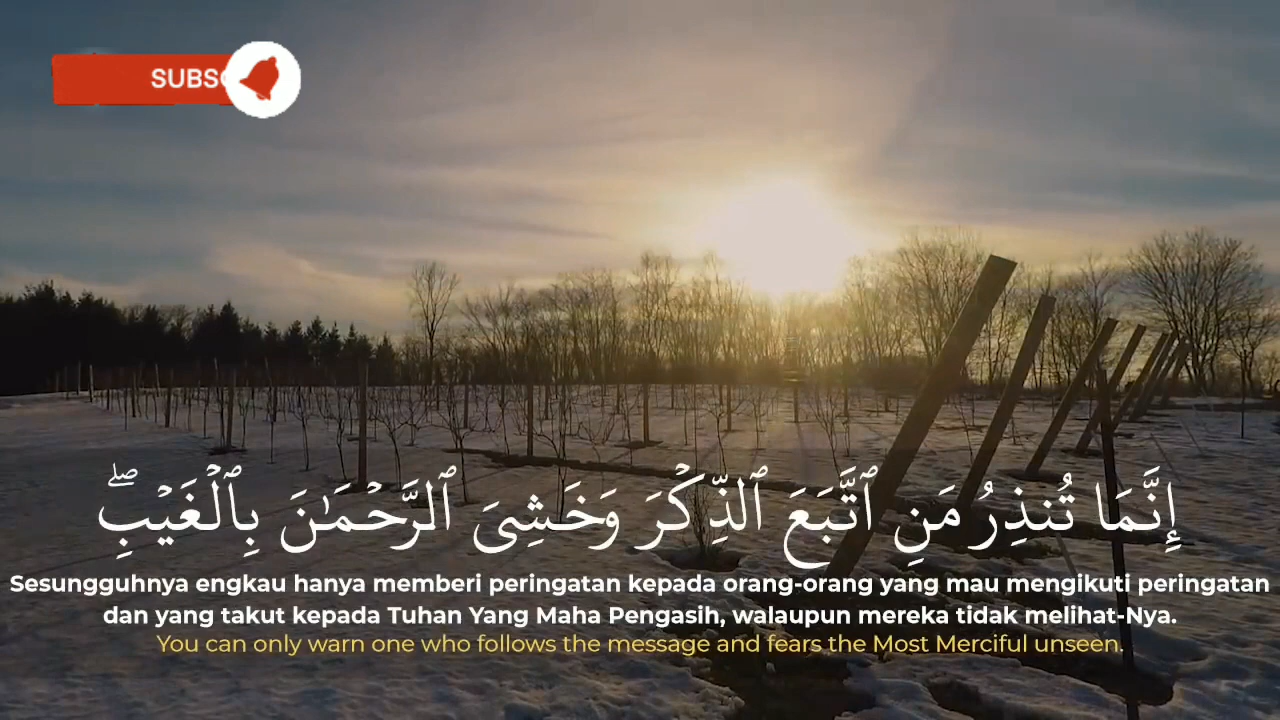 SUBSC
إِنَّمَا تُنذِرُ مَنِ ٱتَّبَعَ ٱلذِّكْرَ وَخَشِىَ ٱلرَّحْمَـٰنَ بِٱلْغَيْبِ ۖ
Sesungguhnya engkau hanya memberi peringatan kepada orang-orang yang mau mengikuti peringatan
dan yang takut kepada Tuhan Yang Maha Pengasih, walaupun mereka tidak melihat-Nya.
You can only warn one who follows the message and fears the Most Merciful unseen.